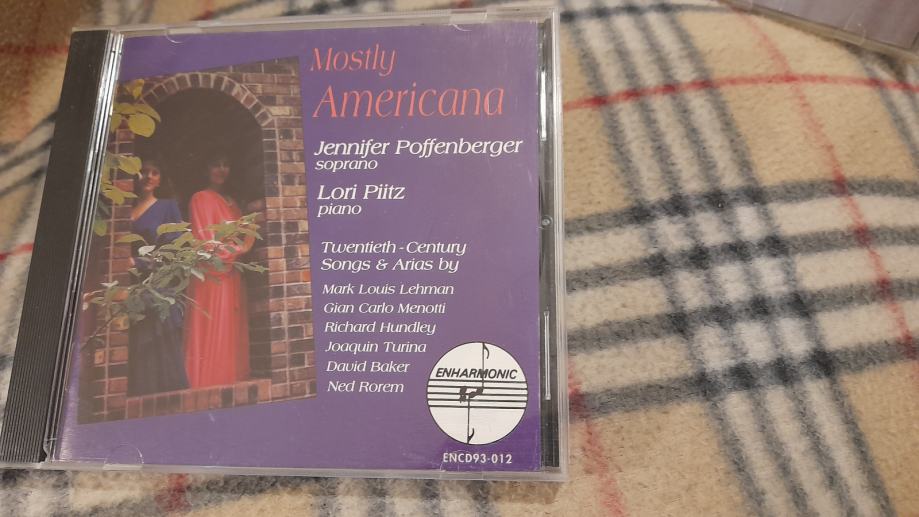 Mostly
Americana
Jennifer Poffenberger
soprano
Lori Piitz
piano
Twentieth-Century
Songs & Arias by
Mark Louis Lehman
Gian Carlo Menotti
Richard Hundley
Joaquin Turina
David Baker
Ned Rorem
ENHARMONIC
ENCD93-012